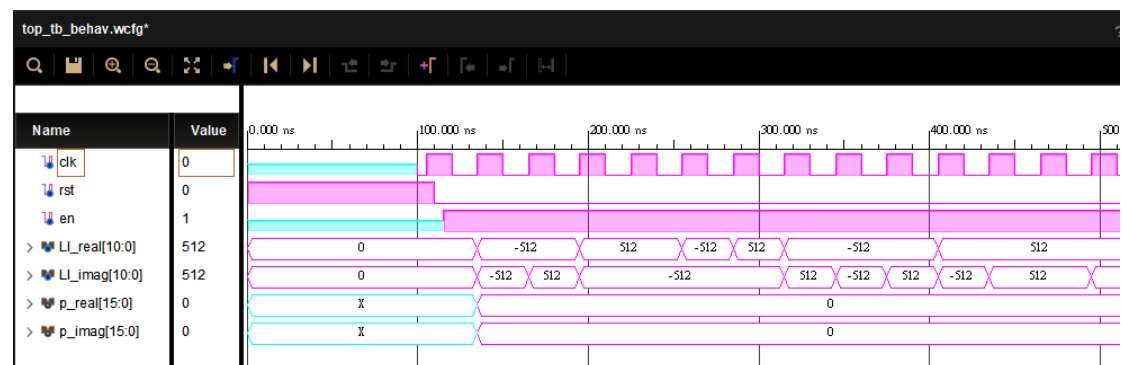 top_tb_behav.wcfg*
?
Name Value 0.000 ns 100.000 ns 200.000 ns 300.000 ns 400.000 ns 500
clk 0
rst 0
en 1
LI_real[10:0] 512 0 -512 512 -512 512 -512 512
LI_imag[10:0] 512 0 -512 512 -512 512 -512 512 -512 512
p_real[15:0] 0 X 0
p_imag[15:0] 0 X 0